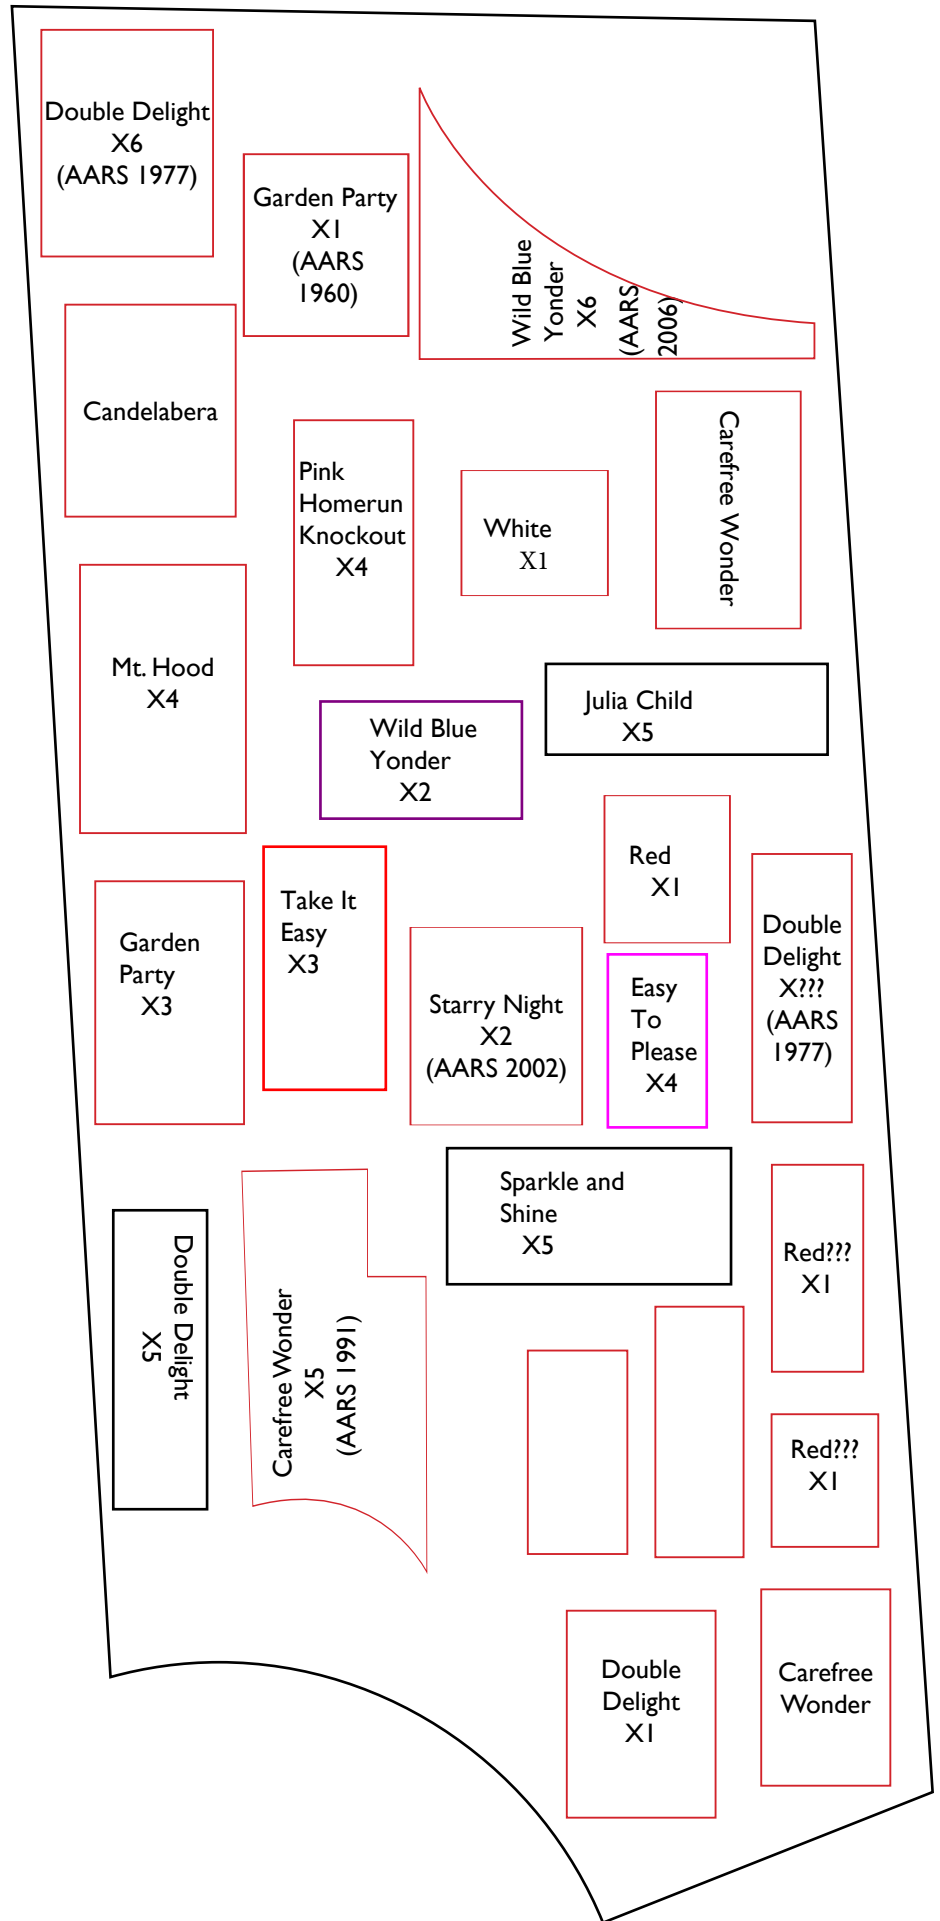 Double Delight
X6
(AARS 1977)
Garden Party
X1
(AARS
1960)
Wild Blue
Yonder
X6
(AARS
2006)
Candelabera
Pink
Homerun
Knockout
X4
White
X1
Carefree Wonder
Mt. Hood
X4
Wild Blue
Yonder
X2
Julia Child
X5
Red
X1
Garden
Party
X3
Take It
Easy
X3
Starry Night
X2
(AARS 2002)
Easy
To
Please
X4
Double
Delight
X???
(AARS
1977)
Double Delight
X5
Carefree Wonder
X5
(AARS 1991)
Sparkle and
Shine
X5
Red???
X1
Red???
X1
Double
Delight
X1
Carefree
Wonder